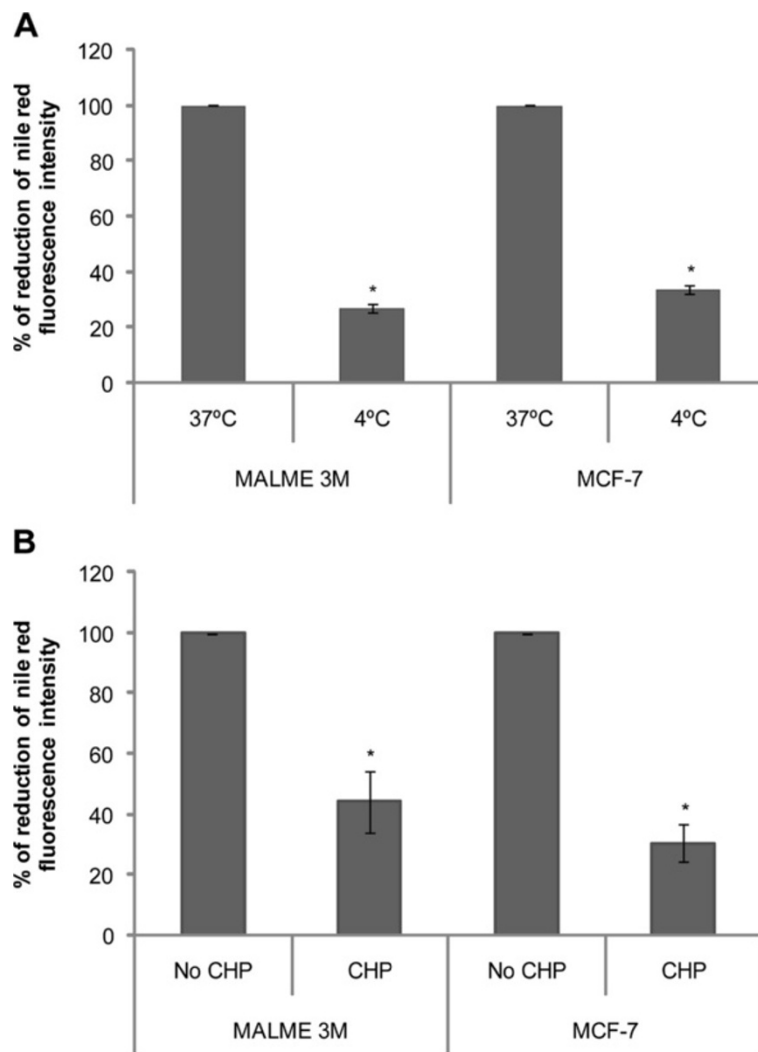 A
% of reduction of nile red
fluorescence intensity
120
100
80
60
40
20
0
*
*
37ºC
4ºC
37ºC
4ºC
MALME 3M
MCF-7
B
% of reduction of nile red
fluorescence intensity
120
100
80
60
40
20
0
*
*
No CHP
CHP
No CHP
CHP
MALME 3M
MCF-7